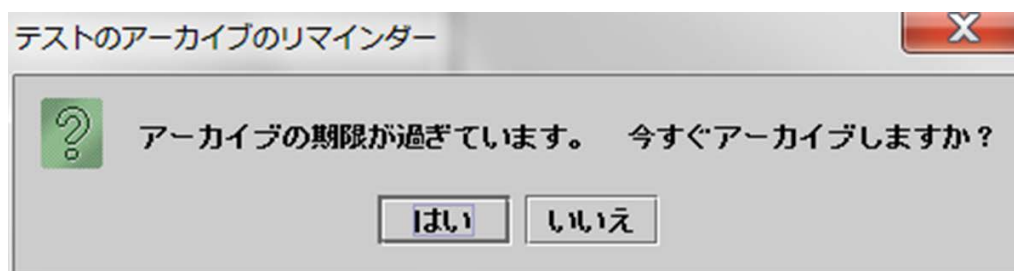 テストのアーカイブのリマインダー
アーカイブの期限が過ぎています。　今すぐアーカイブしますか？
はい いいえ